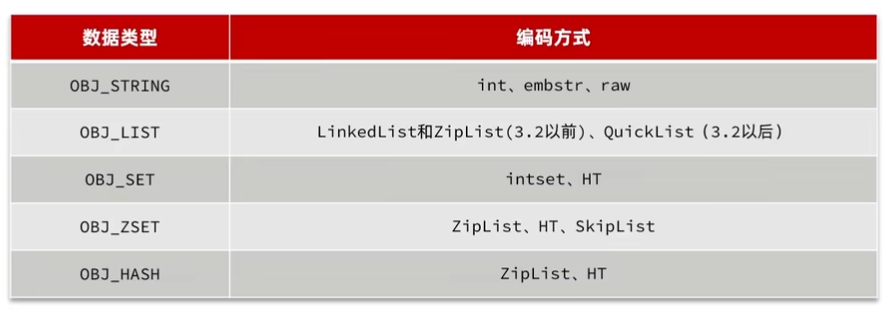 数据类型 编码方式
OBJ_STRING int、embstr、raw
OBJ_LIST LinkedList和ZipList(3.2以前)、QuickList（3.2以后）
OBJ_SET intset、HT
OBJ_ZSET ZipList、HT、SkipList
OBJ_HASH ZipList、HT